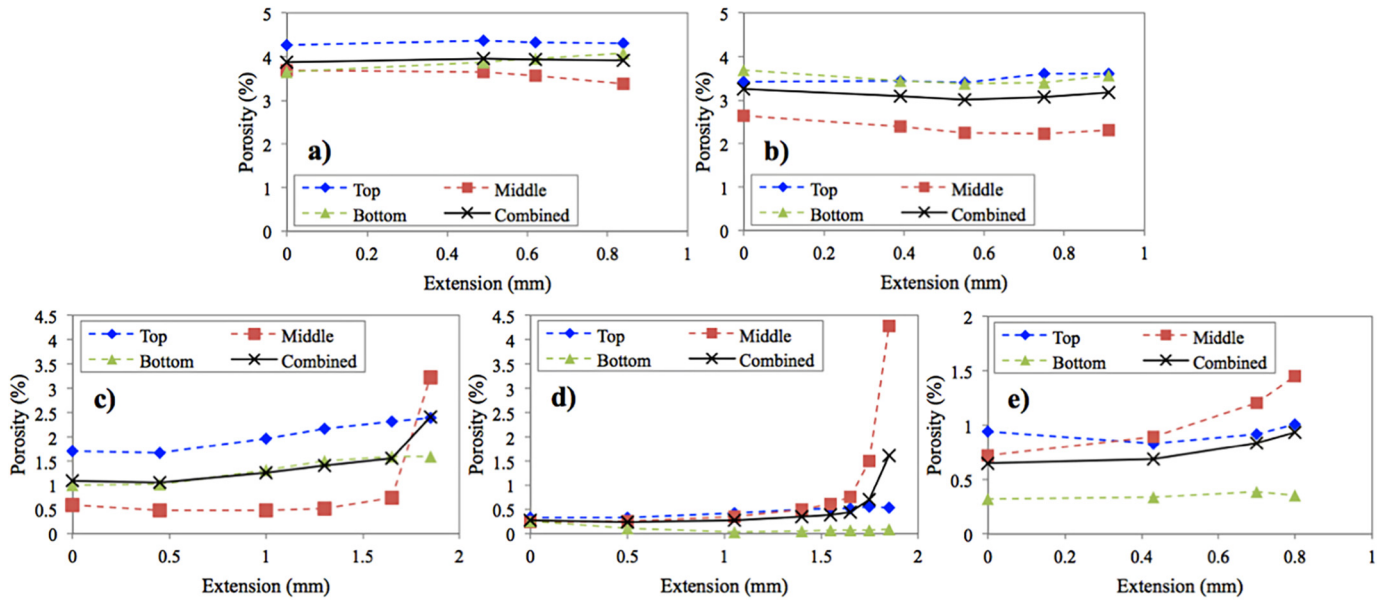 5
4
3
2
1
0
Porosity (%)
a)
Top Middle
Bottom Combined
0 0.2 0.4 0.6 0.8 1
Extension (mm)
5
4
3
2
1
0
Porosity (%)
b)
Top Middle
Bottom Combined
0 0.2 0.4 0.6 0.8 1
Extension (mm)
4.5
4
3.5
3
2.5
2
1.5
1
0.5
0
Porosity (%)
Top Middle
Bottom Combined
c)
0 0.5 1 1.5 2
Extension (mm)
4.5
4
3.5
3
2.5
2
1.5
1
0.5
0
Porosity (%)
Top Middle
Bottom Combined
d)
0 0.5 1 1.5 2
Extension (mm)
2
1.5
1
0.5
0
Porosity (%)
Top Middle
Bottom Combined
e)
0 0.2 0.4 0.6 0.8 1
Extension (mm)